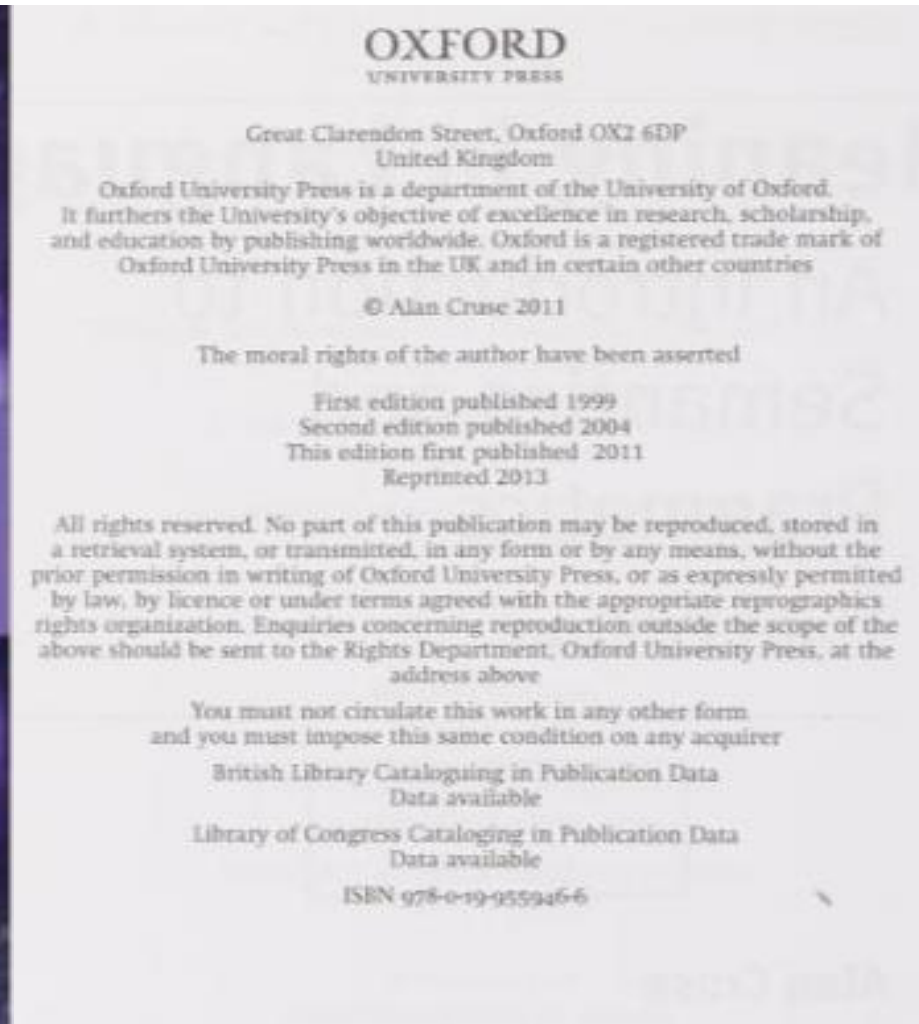 OXFORD
UNIVERSITY PRESS
Great Clarendon Street, Oxford OX2 6DP
United Kingdom
Oxford University Press is a department of the University of Oxford.
It furthers the University's objective of excellence in research, scholarship,
and education by publishing worldwide. Oxford is a registered trade mark of
Oxford University Press in the UK and in certain other countries
© Alan Cruse 2011
The moral rights of the author have been asserted
First edition published 1999
Second edition published 2004
This edition first published 2011
Reprinted 2013
All rights reserved. No part of this publication may be reproduced, stored in
a retrieval system, or transmitted, in any form or by any means, without the
prior permission in writing of Oxford University Press, or as expressly permitted
by law, by licence or under terms agreed with the appropriate reprographics
rights organization. Enquiries concerning reproduction outside the scope of the
above should be sent to the Rights Department, Oxford University Press, at the
address above
You must not circulate this work in any other form
and you must impose this same condition on any acquirer
British Library Cataloguing in Publication Data
Data available
Library of Congress Cataloging in Publication Data
Data available
ISBN 978-0-19-955946-6